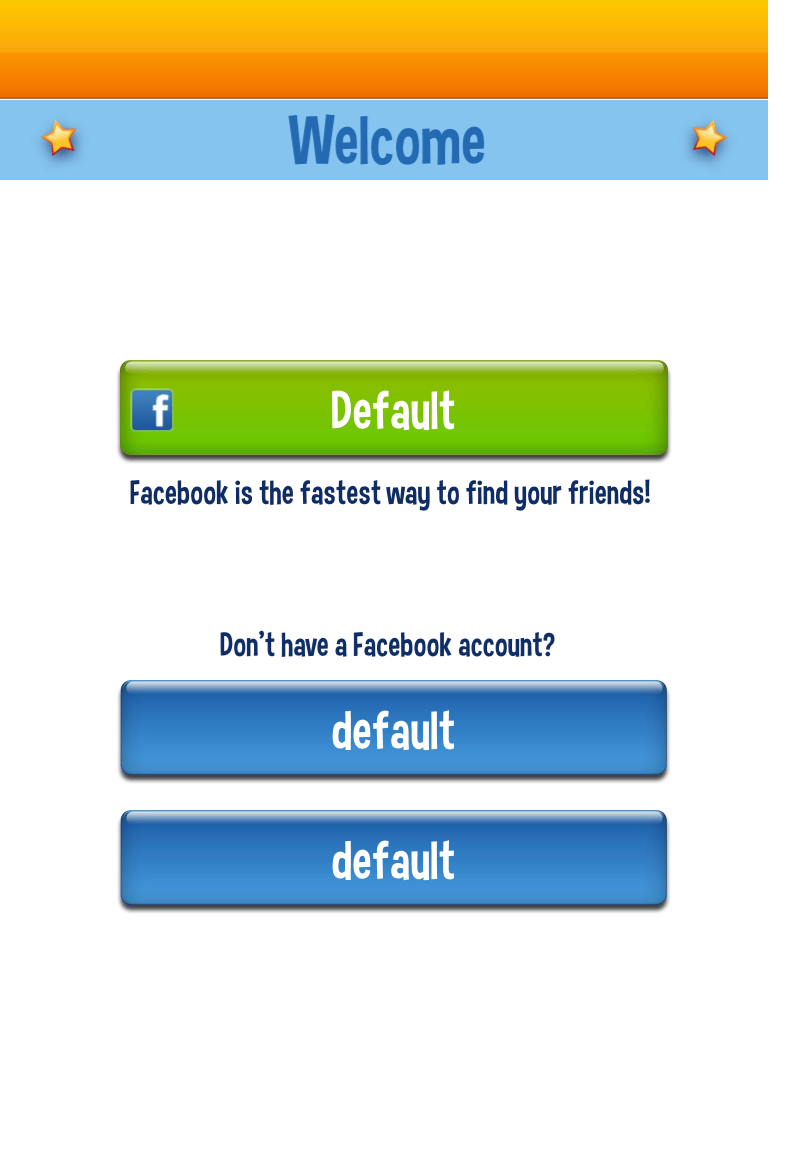 Welcome
f Default
Facebook is the fastest way to find your friends!
Don't have a Facebook account?
default
default